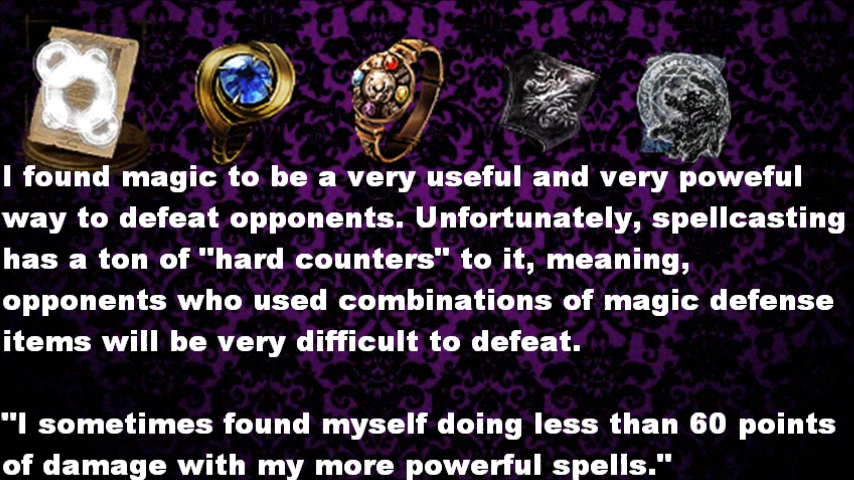 I found magic to be a very useful and very poweful
way to defeat opponents. Unfortunately, spellcasting
has a ton of "hard counters" to it, meaning,
opponents who used combinations of magic defense
items will be very difficult to defeat.
"I sometimes found myself doing less than 60 points
of damage with my more powerful spells."